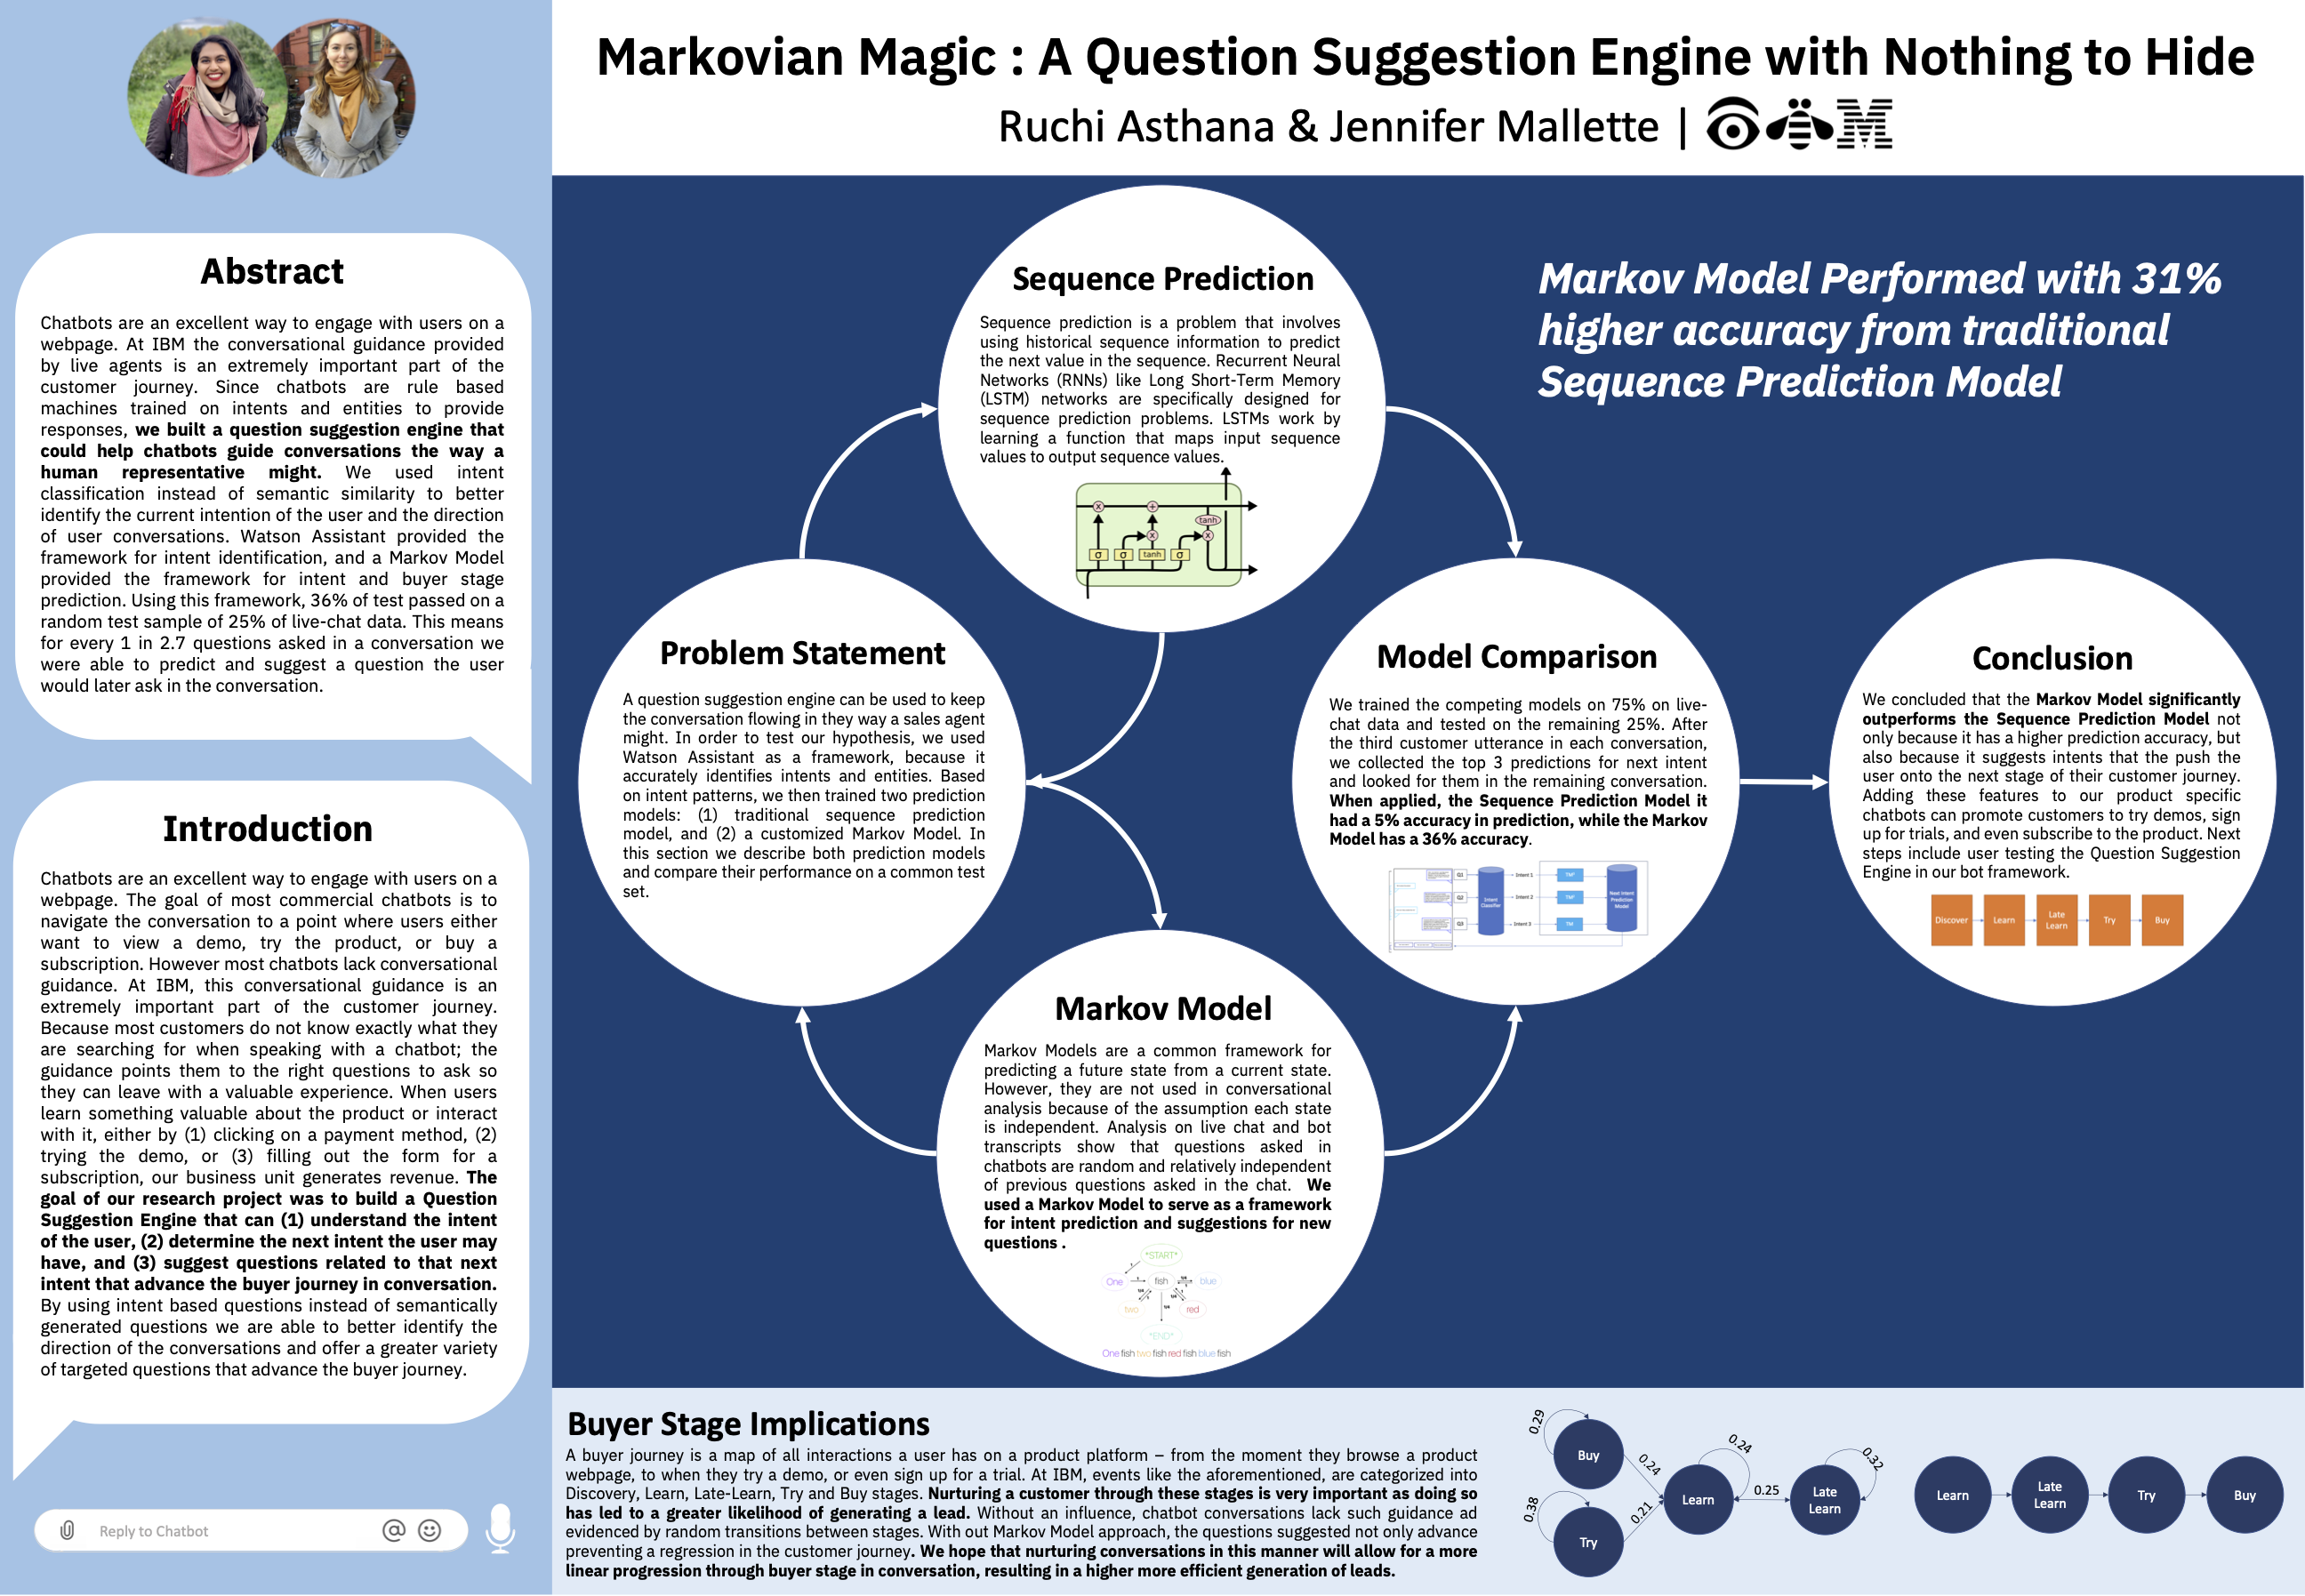 Markovian Magic : A Question Suggestion Engine with Nothing to Hide
Ruchi Asthana & Jennifer Mallette |
M
Abstract
Chatbots are an excellent way to engage with users on a
webpage. At IBM the conversational guidance provided
by live agents is an extremely important part of the
customer journey. Since chatbots are rule based
machines trained on intents and entities to provide
responses, we built a question suggestion engine that
could help chatbots guide conversations the way a
human representative might. We used intent
classification instead of semantic similarity to better
identify the current intention of the user and the direction
of user conversations. Watson Assistant provided the
framework for intent identification, and a Markov Model
provided the framework for intent and buyer stage
prediction. Using this framework, 36% of test passed on a
random test sample of 25% of live-chat data. This means
for every 1 in 2.7 questions asked in a conversation we
were able to predict and suggest a question the user
would later ask in the conversation.
Introduction
Chatbots are an excellent way to engage with users on a
webpage. The goal of most commercial chatbots is to
navigate the conversation to a point where users either
want to view a demo, try the product, or buy a
subscription. However most chatbots lack conversational
guidance. At IBM, this conversational guidance is an
extremely important part of the customer journey.
Because most customers do not know exactly what they
are searching for when speaking with a chatbot; the
guidance points them to the right questions to ask so
they can leave with a valuable experience. When users
learn something valuable about the product or interact
with it, either by (1) clicking on a payment method, (2)
trying the demo, or (3) filling out the form for a
subscription, our business unit generates revenue. The
goal of our research project was to build a Question
Suggestion Engine that can (1) understand the intent
of the user, (2) determine the next intent the user may
have, and (3) suggest questions related to that next
intent that advance the buyer journey in conversation.
By using intent based questions instead of semantically
generated questions we are able to better identify the
direction of the conversations and offer a greater variety
of targeted questions that advance the buyer journey.
Reply to Chatbot
@
Problem Statement
A question suggestion engine can be used to keep
the conversation flowing in they way a sales agent
might. In order to test our hypothesis, we used
Watson Assistant as a framework, because it
accurately identifies intents and entities. Based
on intent patterns, we then trained two prediction
models: (1) traditional sequence prediction
model, and (2) a customized Markov Model. In
this section we describe both prediction models
and compare their performance on a common test
set.
Sequence Prediction
Sequence prediction is a problem that involves
using historical sequence information to predict
the next value in the sequence. Recurrent Neural
Networks (RNNs) like Long Short-Term Memory
(LSTM) networks are specifically designed for
sequence prediction problems. LSTMs work by
learning a function that maps input sequence
values to output sequence values.
x
+
tanh
x
x
σ
σ
tanh
σ
Markov Model
Markov Models are a common framework for
predicting a future state from a current state.
However, they are not used in conversational
analysis because of the assumption each state
is independent. Analysis on live chat and bot
transcripts show that questions asked in
chatbots are random and relatively independent
of previous questions asked in the chat. We
used a Markov Model to serve as a framework
for intent prediction and suggestions for new
questions .
*START*
One
fish
blue
two
red
*END*
One fish two fish red fish blue fish
Markov Model Performed with 31%
higher accuracy from traditional
Sequence Prediction Model
Model Comparison
We trained the competing models on 75% on live-
chat data and tested on the remaining 25%. After
the third customer utterance in each conversation,
we collected the top 3 predictions for next intent
and looked for them in the remaining conversation.
When applied, the Sequence Prediction Model it
had a 5% accuracy in prediction, while the Markov
Model has a 36% accuracy.
Q1
Q2
Q3
Intent
Classifier
Intent 1
Intent 2
Intent 3
Next Intent
Prediction
Model
Conclusion
We concluded that the Markov Model significantly
outperforms the Sequence Prediction Model not
only because it has a higher prediction accuracy, but
also because it suggests intents that the push the
user onto the next stage of their customer journey.
Adding these features to our product specific
chatbots can promote customers to try demos, sign
up for trials, and even subscribe to the product. Next
steps include user testing the Question Suggestion
Engine in our bot framework.
Discover
Learn
Late
Learn
Try
Buy
Buyer Stage Implications
A buyer journey is a map of all interactions a user has on a product platform – from the moment they browse a product
webpage, to when they try a demo, or even sign up for a trial. At IBM, events like the aforementioned, are categorized into
Discovery, Learn, Late-Learn, Try and Buy stages. Nurturing a customer through these stages is very important as doing so
has led to a greater likelihood of generating a lead. Without an influence, chatbot conversations lack such guidance ad
evidenced by random transitions between stages. With out Markov Model approach, the questions suggested not only advance
preventing a regression in the customer journey. We hope that nurturing conversations in this manner will allow for a more
linear progression through buyer stage in conversation, resulting in a higher more efficient generation of leads.
0.29
Buy
0.24
0.24
Learn
0.25
Late
Learn
0.32
0.38
Try
0.21
Learn
Late
Learn
Try
Buy